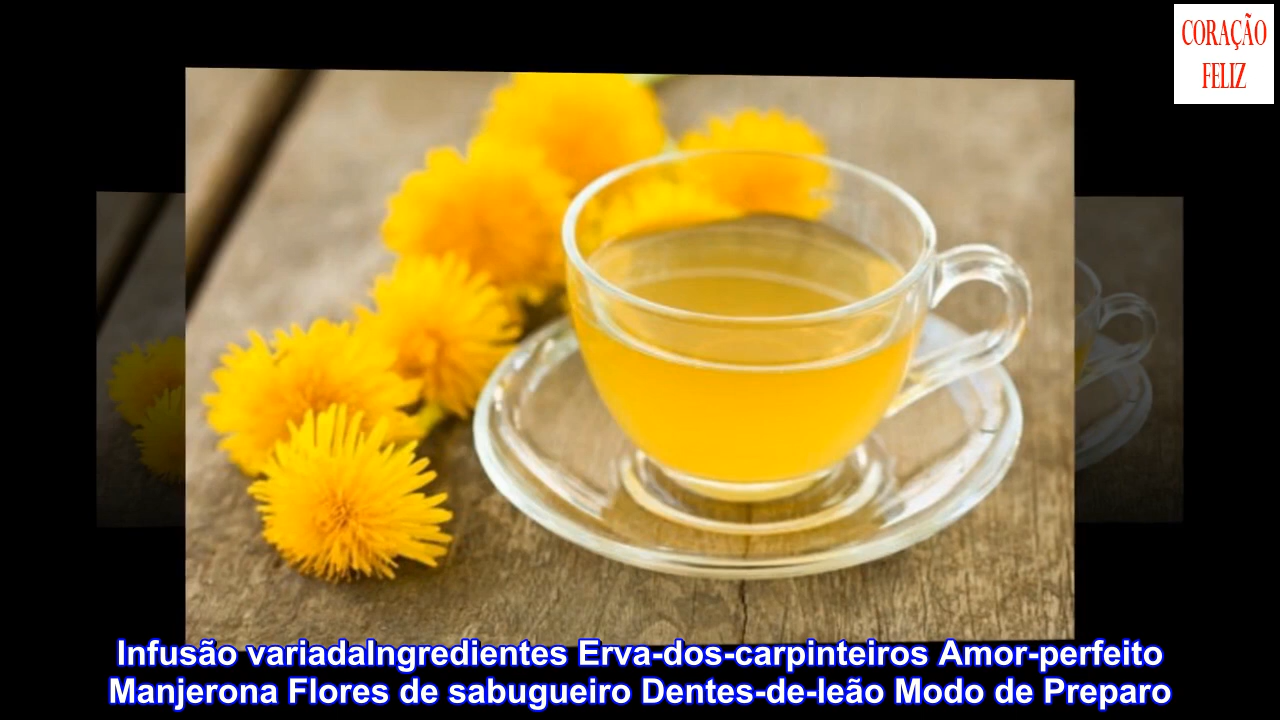 CORAÇÃO
FELIZ
Infusão variadaIngredientes Erva-dos-carpinteiros Amor-perfeito
Manjerona Flores de sabugueiro Dentes-de-leão Modo de Preparo